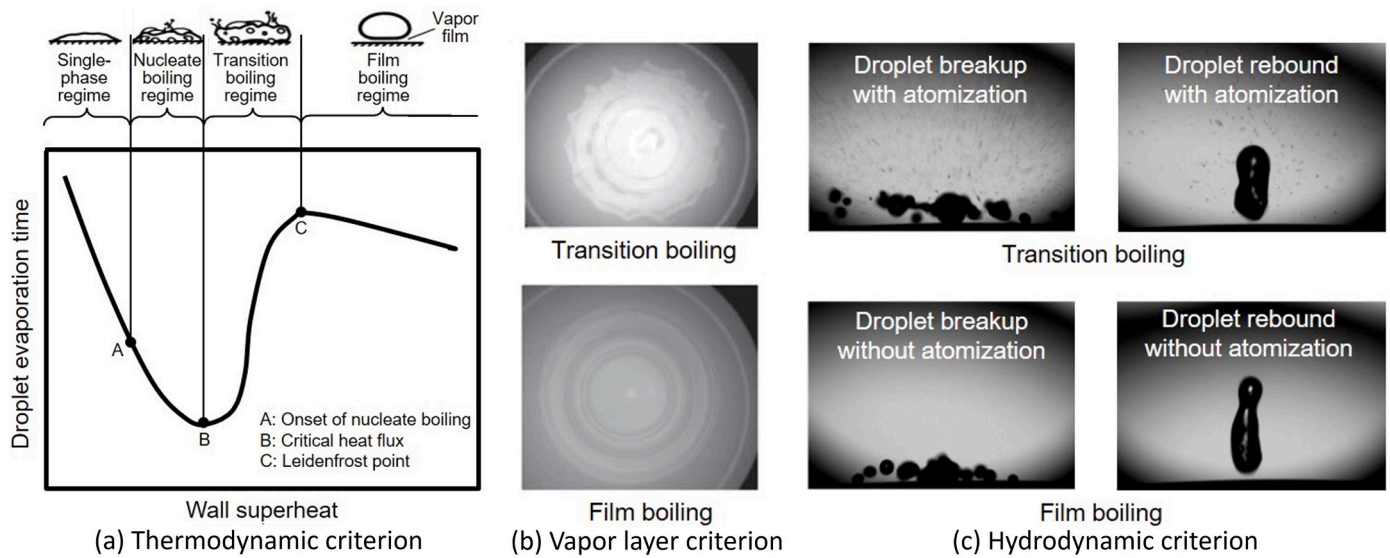 Vapor
film
Single-
phase
regime
Nucleate
boiling
regime
Transition
boiling
regime
Film
boiling
regime
Droplet evaporation time
A
B
C
A: Onset of nucleate boiling
B: Critical heat flux
C: Leidenfrost point
Wall superheat
(a) Thermodynamic criterion
Transition boiling
Film boiling
(b) Vapor layer criterion
Droplet breakup
with atomization
Droplet rebound
with atomization
Transition boiling
Droplet breakup
without atomization
Droplet rebound
without atomization
Film boiling
(c) Hydrodynamic criterion